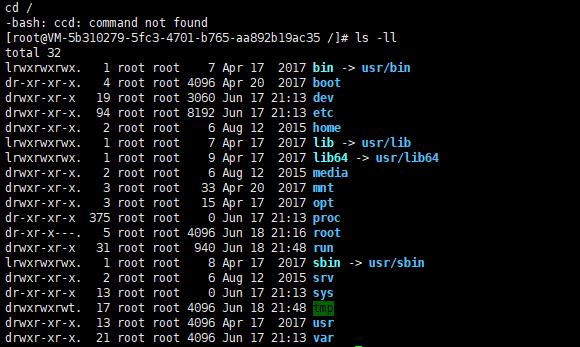 cd /
-bash: ccd: command not found
[root@VM-5b310279-5fc3-4701-b765-aa892b19ac35 /]# ls -ll
total 32
lrwxrwxrwx.   1 root root    7 Apr 17  2017 bin -> usr/bin
dr-xr-xr-x.   4 root root 4096 Apr 20  2017 boot
drwxr-xr-x   19 root root 3060 Jun 17 21:13 dev
drwxr-xr-x.  94 root root 8192 Jun 17 21:13 etc
drwxr-xr-x.   2 root root    6 Aug 12  2015 home
lrwxrwxrwx.   1 root root    7 Apr 17  2017 lib -> usr/lib
lrwxrwxrwx.   1 root root    9 Apr 17  2017 lib64 -> usr/lib64
drwxr-xr-x.   2 root root    6 Aug 12  2015 media
drwxr-xr-x.   3 root root   33 Apr 20  2017 mnt
drwxr-xr-x.   3 root root   15 Apr 17  2017 opt
dr-xr-xr-x  375 root root    0 Jun 17 21:13 proc
dr-xr-x---.   5 root root 4096 Jun 18 21:16 root
drwxr-xr-x   31 root root  940 Jun 18 21:48 run
lrwxrwxrwx.   1 root root    8 Apr 17  2017 sbin -> usr/sbin
drwxr-xr-x.   2 root root    6 Aug 12  2015 srv
dr-xr-xr-x   13 root root    0 Jun 17 21:13 sys
drwxrwxrwt.  17 root root 4096 Jun 18 21:48 tmp
drwxr-xr-x.  13 root root 4096 Apr 17  2017 usr
drwxr-xr-x.  21 root root 4096 Jun 17 21:13 var